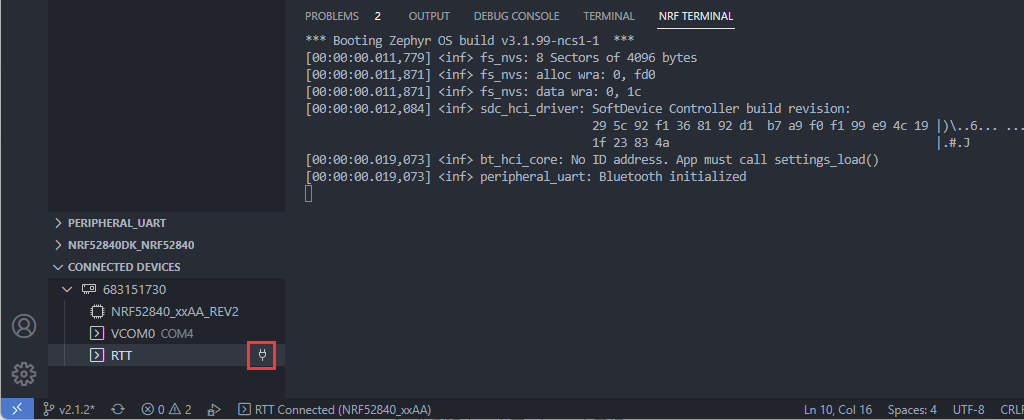 PROBLEMS 2 OUTPUT DEBUG CONSOLE TERMINAL NRF TERMINAL
*** Booting Zephyr OS build v3.1.99-ncs1-1 ***
[00:00:00.011,779] <inf> fs_nvs: 8 Sectors of 4096 bytes
[00:00:00.011,871] <inf> fs_nvs: alloc wra: 0, fd0
[00:00:00.011,871] <inf> fs_nvs: data wra: 0, 1c
[00:00:00.012,084] <inf> sdc_hci_driver: SoftDevice Controller build revision:
29 5c 92 f1 36 81 92 d1 b7 a9 f0 f1 99 e9 4c 19 |)\..6... ...
1f 23 83 4a |.#.J
[00:00:00.019,073] <inf> bt_hci_core: No ID address. App must call settings_load()
[00:00:00.019,073] <inf> peripheral_uart: Bluetooth initialized
PERIPHERAL_UART
NRF52840DK_NRF52840
CONNECTED DEVICES
683151730
NRF52840_xxAA_REV2
VCOM0 COM4
RTT
v2.1.2* 0 2 RTT Connected (NRF52840_xxAA) Ln 10, Col 16 Spaces: 4 UTF-8 CRLF